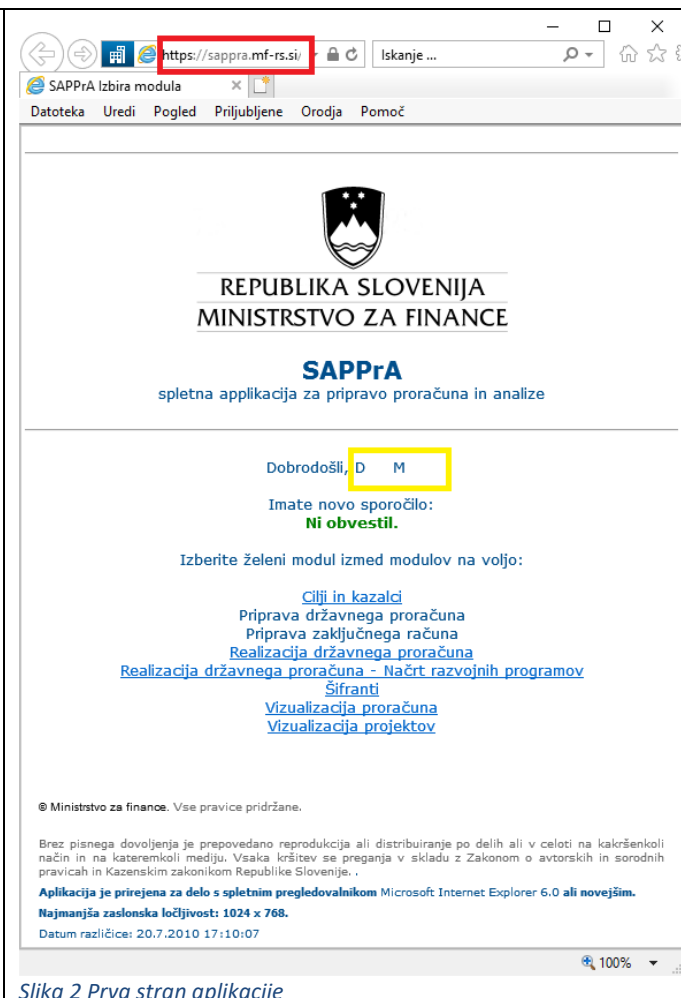 https://sappra.mf-rs.si/
Iskanje ...
SAPPrA Izbira modula
Datoteka Uredi Pogled Priljubljene Orodja Pomoč
REPUBLIKA SLOVENIJA
MINISTRSTVO ZA FINANCE
SAPPrA
spletna applikacija za pripravo proračuna in analize
Dobrodošli, D M
Imate novo sporočilo:
Ni obvestil.
Izberite želeni modul izmed modulov na voljo:
Cilji in kazalci
Priprava državnega proračuna
Priprava zaključnega računa
Realizacija državnega proračuna
Realizacija državnega proračuna - Načrt razvojnih programov
Šifranti
Vizualizacija proračuna
Vizualizacija projektov
© Ministrstvo za finance. Vse pravice pridržane.
Brez pisnega dovoljenja je prepovedano reprodukcija ali distribuiranje po delih ali v celoti na kakršenkoli
način in na kateremkoli mediju. Vsaka kršitev se preganja v skladu z Zakonom o avtorskih in sorodnih
pravicah in Kazenskim zakonikom Republike Slovenije. .
Aplikacija je prirejena za delo s spletnim pregledovalnikom Microsoft Internet Explorer 6.0 ali novejšim.
Najmanjša zaslonska ločljivost: 1024 x 768.
Datum različice: 20.7.2010 17:10:07
100%
Slika 2 Prva stran aplikacije